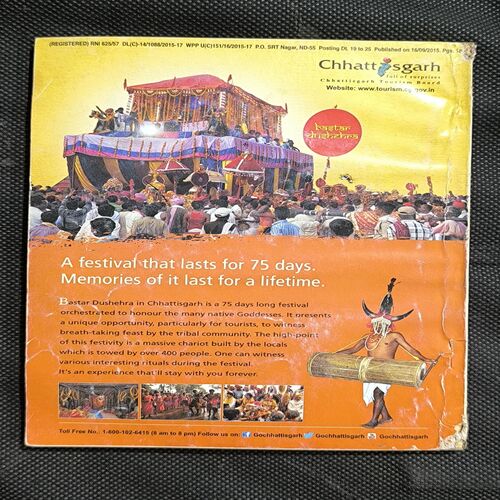 (REGISTERED) RNI 625/57 DL(C)-14/1088/2015-17 WPP U(C)151/16/2015-17 P.O. SRT Nagar, ND-55 Posting DL 19 to 25 Published on 16/09/2015. Pgs.
Chhattisgarh
full of surprises
Chhattisgarh Tourism Board
Website: www.tourism.cg.gov.in
bastar
dushehra
A festival that lasts for 75 days.
Memories of it last for a lifetime.
Bastar Dushehra in Chhattisgarh is a 75 days long festival
orchestrated to honour the many native Goddesses. It presents
a unique opportunity, particularly for tourists, to witness
breath-taking feast by the tribal community. The high-point
of this festivity is a massive chariot built by the locals
which is towed by over 400 people. One can witness
various interesting rituals during the festival.
It's an experience that'll stay with you forever.
Toll Free No.: 1-800-102-6415 (8 am to 8 pm) Follow us on: Gochhattisgarh Gochhattisgarh Gochhattisgarh